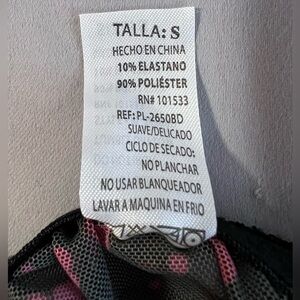 TALLA: S
HECHO EN CHINA
10% ELASTANO
90% POLIÉSTER
RN# 101533
REF: PL-2650BD
SUAVE/DELICADO
CICLO DE SECADO:
NO PLANCHAR
NO USAR BLANQUEADOR
LAVAR A MAQUINA EN FRIO